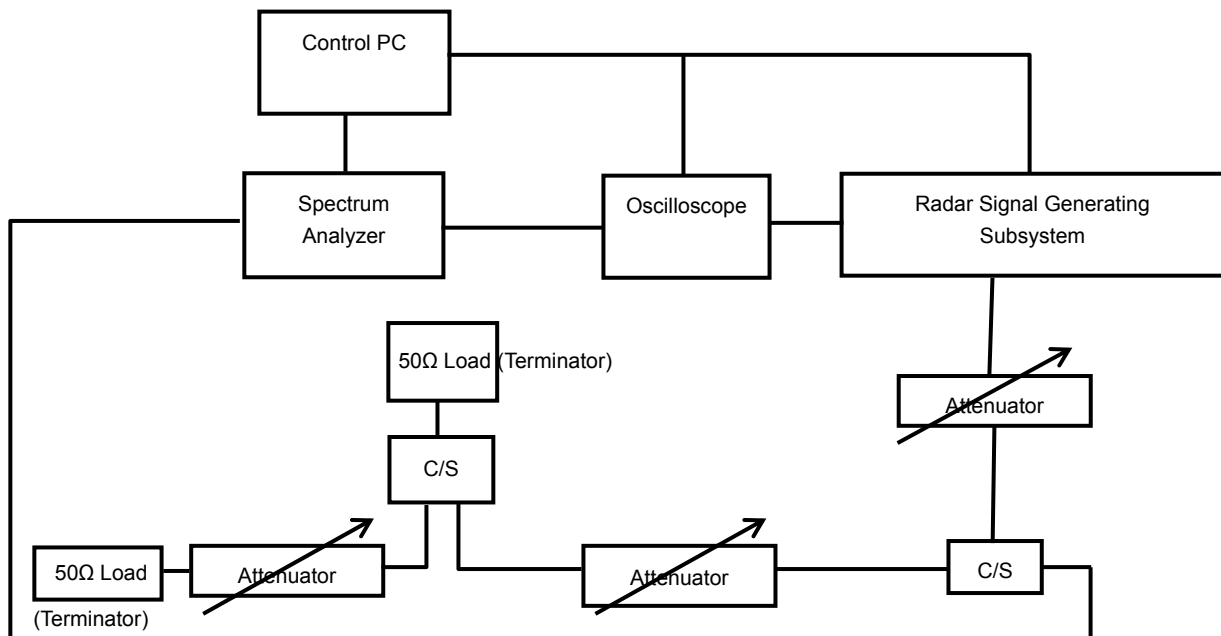 Control PC
Spectrum
Analyzer
Oscilloscope
Radar Signal Generating
Subsystem
50Ω Load (Terminator)
Attenuator
C/S
50Ω Load
(Terminator)
Attenuator
Attenuator
C/S